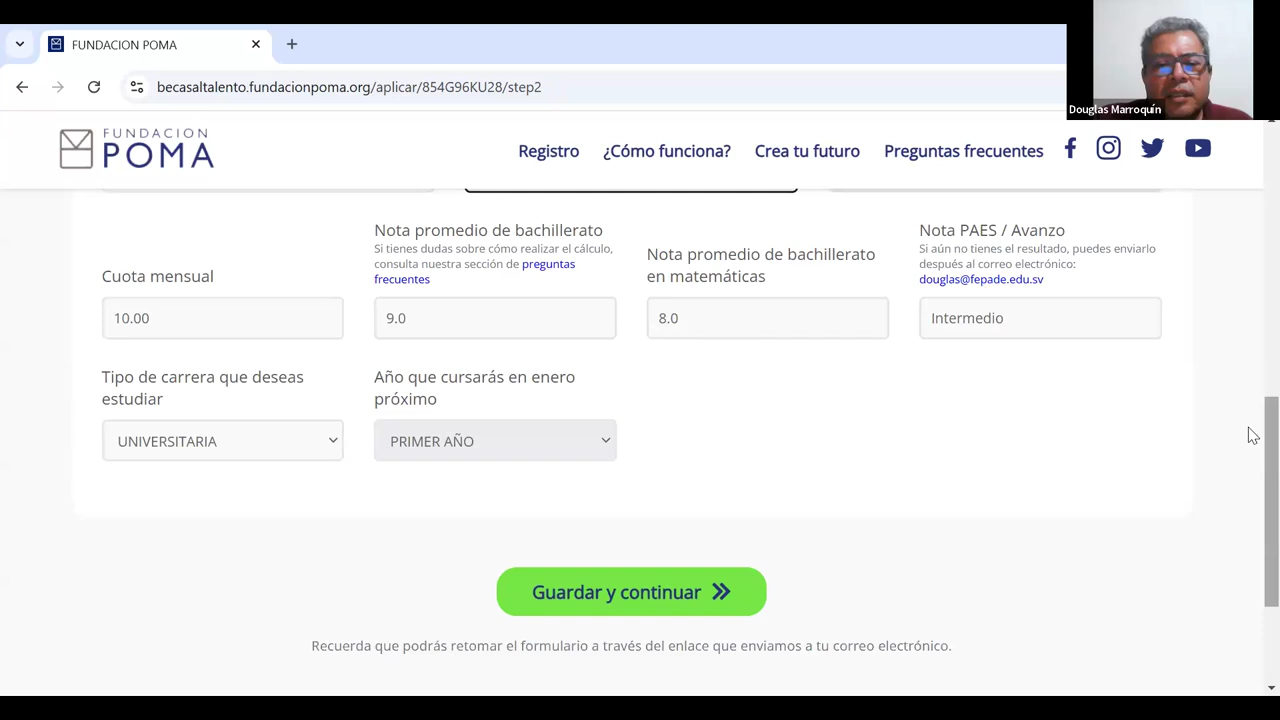 FUNDACION POMA
becasaltalento.fundacionpoma.org/aplicar/854G96KU28/step2
Douglas Marroquín
FUNDACION
POMA
Registro
¿Cómo funciona?
Crea tu futuro
Preguntas frecuentes
Cuota mensual
10.00
Nota promedio de bachillerato
Si tienes dudas sobre cómo realizar el cálculo,
consulta nuestra sección de preguntas
frecuentes
9.0
Nota promedio de bachillerato
en matemáticas
8.0
Nota PAES / Avanzo
Si aún no tienes el resultado, puedes enviarlo
después al correo electrónico:
douglas@fepade.edu.sv
Intermedio
Tipo de carrera que deseas
estudiar
UNIVERSITARIA
Año que cursarás en enero
próximo
PRIMER AÑO
Guardar y continuar
Recuerda que podrás retomar el formulario a través del enlace que enviamos a tu correo electrónico.